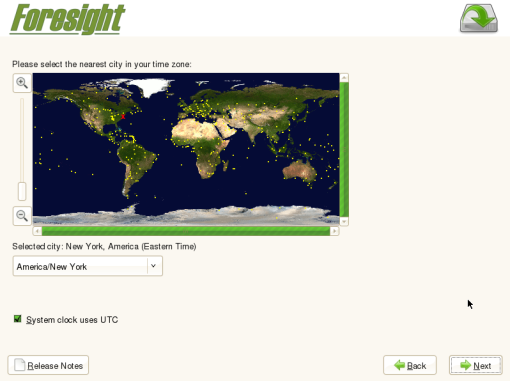 Foresight
Please select the nearest city in your time zone:
Selected city: New York, America (Eastern Time)
America/New York
System clock uses UTC
Release Notes
Back
Next